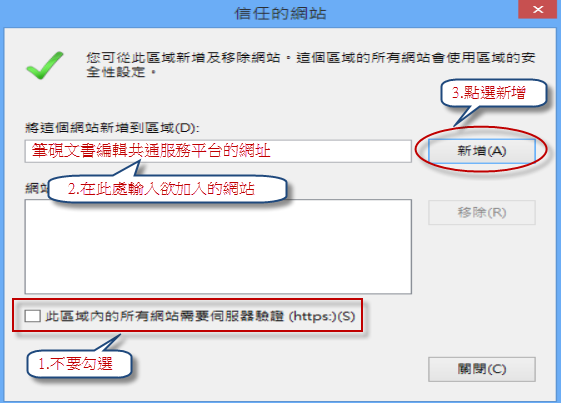 信任的網站
您可從此區域新增及移除網站。這個區域的所有網站會使用區域的安
全性設定。
3.點選新增
將這個網站新增到區域(D):
筆硯文書編輯共通服務平台的網址
新增(A)
2.在此處輸入欲加入的網站
網站
移除(R)
此區域內的所有網站需要伺服器驗證 (https:)(S)
1.不要勾選
關閉(C)